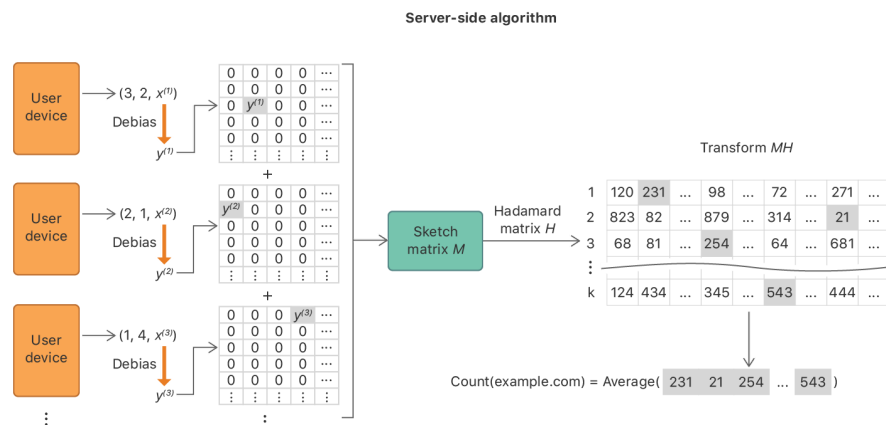 Server-side algorithm
User
device
(3, 2, x⁽¹⁾)
Debias
y⁽¹⁾
0 0 0 0 ...
0 0 0 0 ...
0 y⁽¹⁾ 0 0 ...
0 0 0 0 ...
0 0 0 0 ...
⋮ ⋮ ⋮ ⋮ ⋮
+
User
device
(2, 1, x⁽²⁾)
Debias
y⁽²⁾
0 0 0 0 ...
y⁽²⁾ 0 0 0 ...
0 0 0 0 ...
0 0 0 0 ...
0 0 0 0 ...
⋮ ⋮ ⋮ ⋮ ⋮
+
User
device
(1, 4, x⁽³⁾)
Debias
y⁽³⁾
0 0 0 y⁽³⁾ ...
0 0 0 0 ...
0 0 0 0 ...
0 0 0 0 ...
0 0 0 0 ...
⋮ ⋮ ⋮ ⋮ ⋮
⋮ ⋮
Sketch
matrix M
Hadamard
matrix H
Transform MH
1 120 231 ... 98 ... 72 ... 271 ...
2 823 82 ... 879 ... 314 ... 21 ...
3 68 81 ... 254 ... 64 ... 681 ...
⋮
k 124 434 ... 345 ... 543 ... 444 ...
Count(example.com) = Average( 231 21 254 ... 543 )